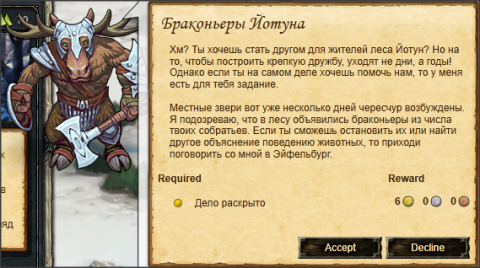 Браконьеры Йотуна
Хм? Ты хочешь стать другом для жителей леса Йотун? Но на
то, чтобы построить крепкую дружбу, уходят не дни, а годы!
Однако если ты на самом деле хочешь помочь нам, то у меня
есть для тебя задание.
Местные звери вот уже несколько дней чересчур возбуждены.
Я подозреваю, что в лесу объявились браконьеры из числа
твоих собратьев. Если ты сможешь остановить их или найти
другое объяснение поведению животных, то приходи
поговорить со мной в Эйфельбург.
Required
Reward
Дело раскрыто
6 0 0
Accept
Decline